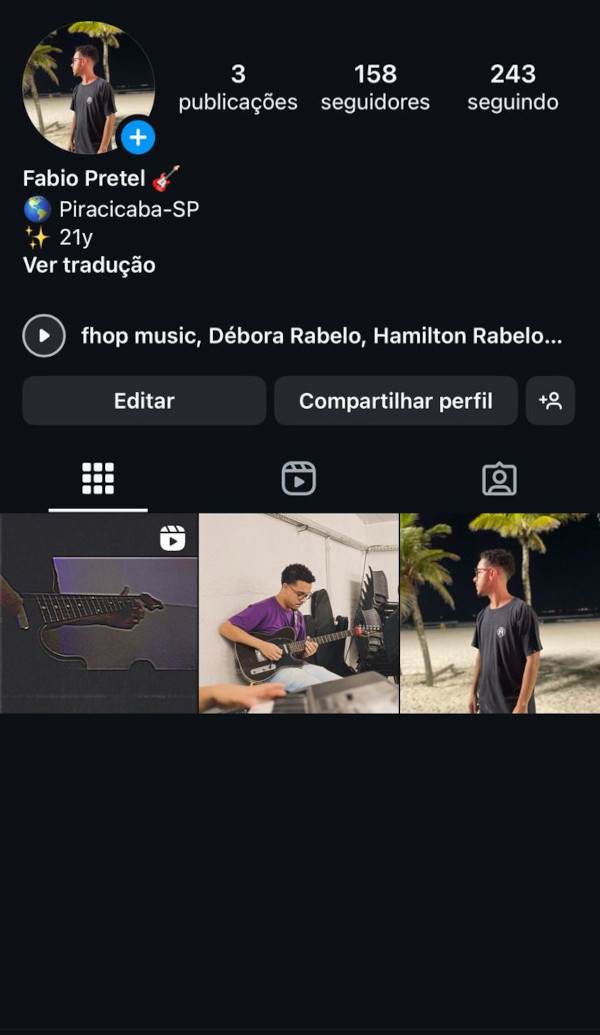 3 158 243
publicações seguidores seguindo
Fabio Pretel 🎸
🌎 Piracicaba-SP
✨ 21y
Ver tradução
fhop music, Débora Rabelo, Hamilton Rabelo...
Editar Compartilhar perfil